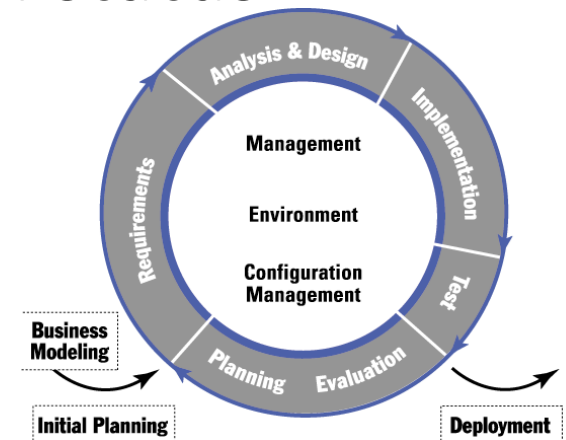 Analysis & Design
Implementation
Requirements
Management
Environment
Configuration
Management
Test
Business
Modeling
Planning
Evaluation
Initial Planning
Deployment